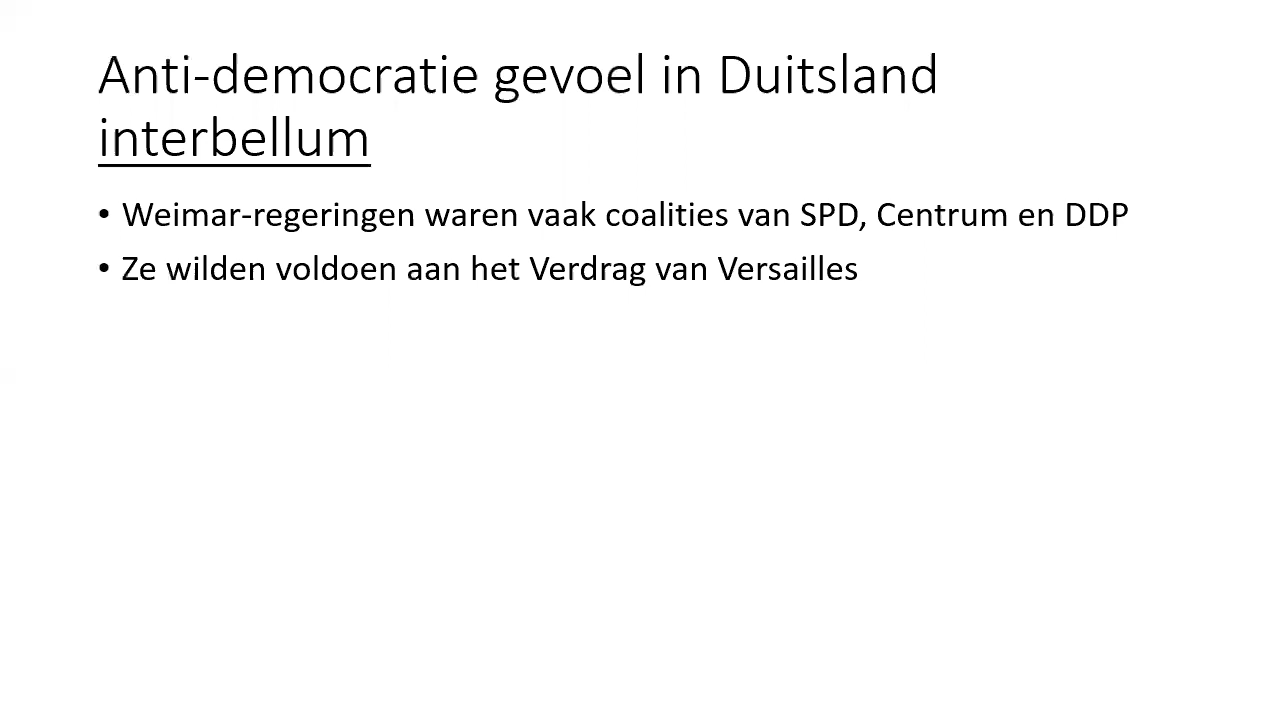 Anti-democratie gevoel in Duitsland
interbellum
• Weimar-regeringen waren vaak coalities van SPD, Centrum en DDP
• Ze wilden voldoen aan het Verdrag van Versailles